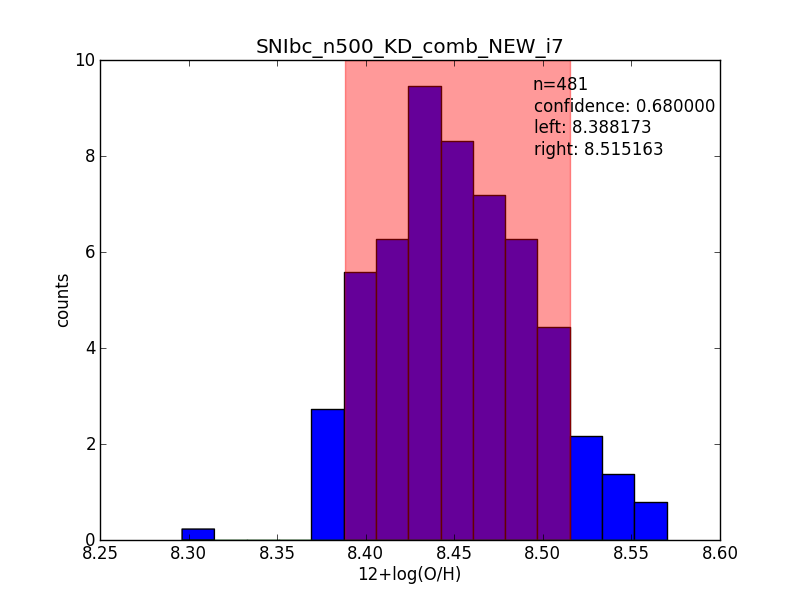 SNIbc_n500_KD_comb_NEW_i7
10
n=481
confidence: 0.680000
left: 8.388173
right: 8.515163
8
6
4
2
0
counts
8.25 8.30 8.35 8.40 8.45 8.50 8.55 8.60
12+log(O/H)